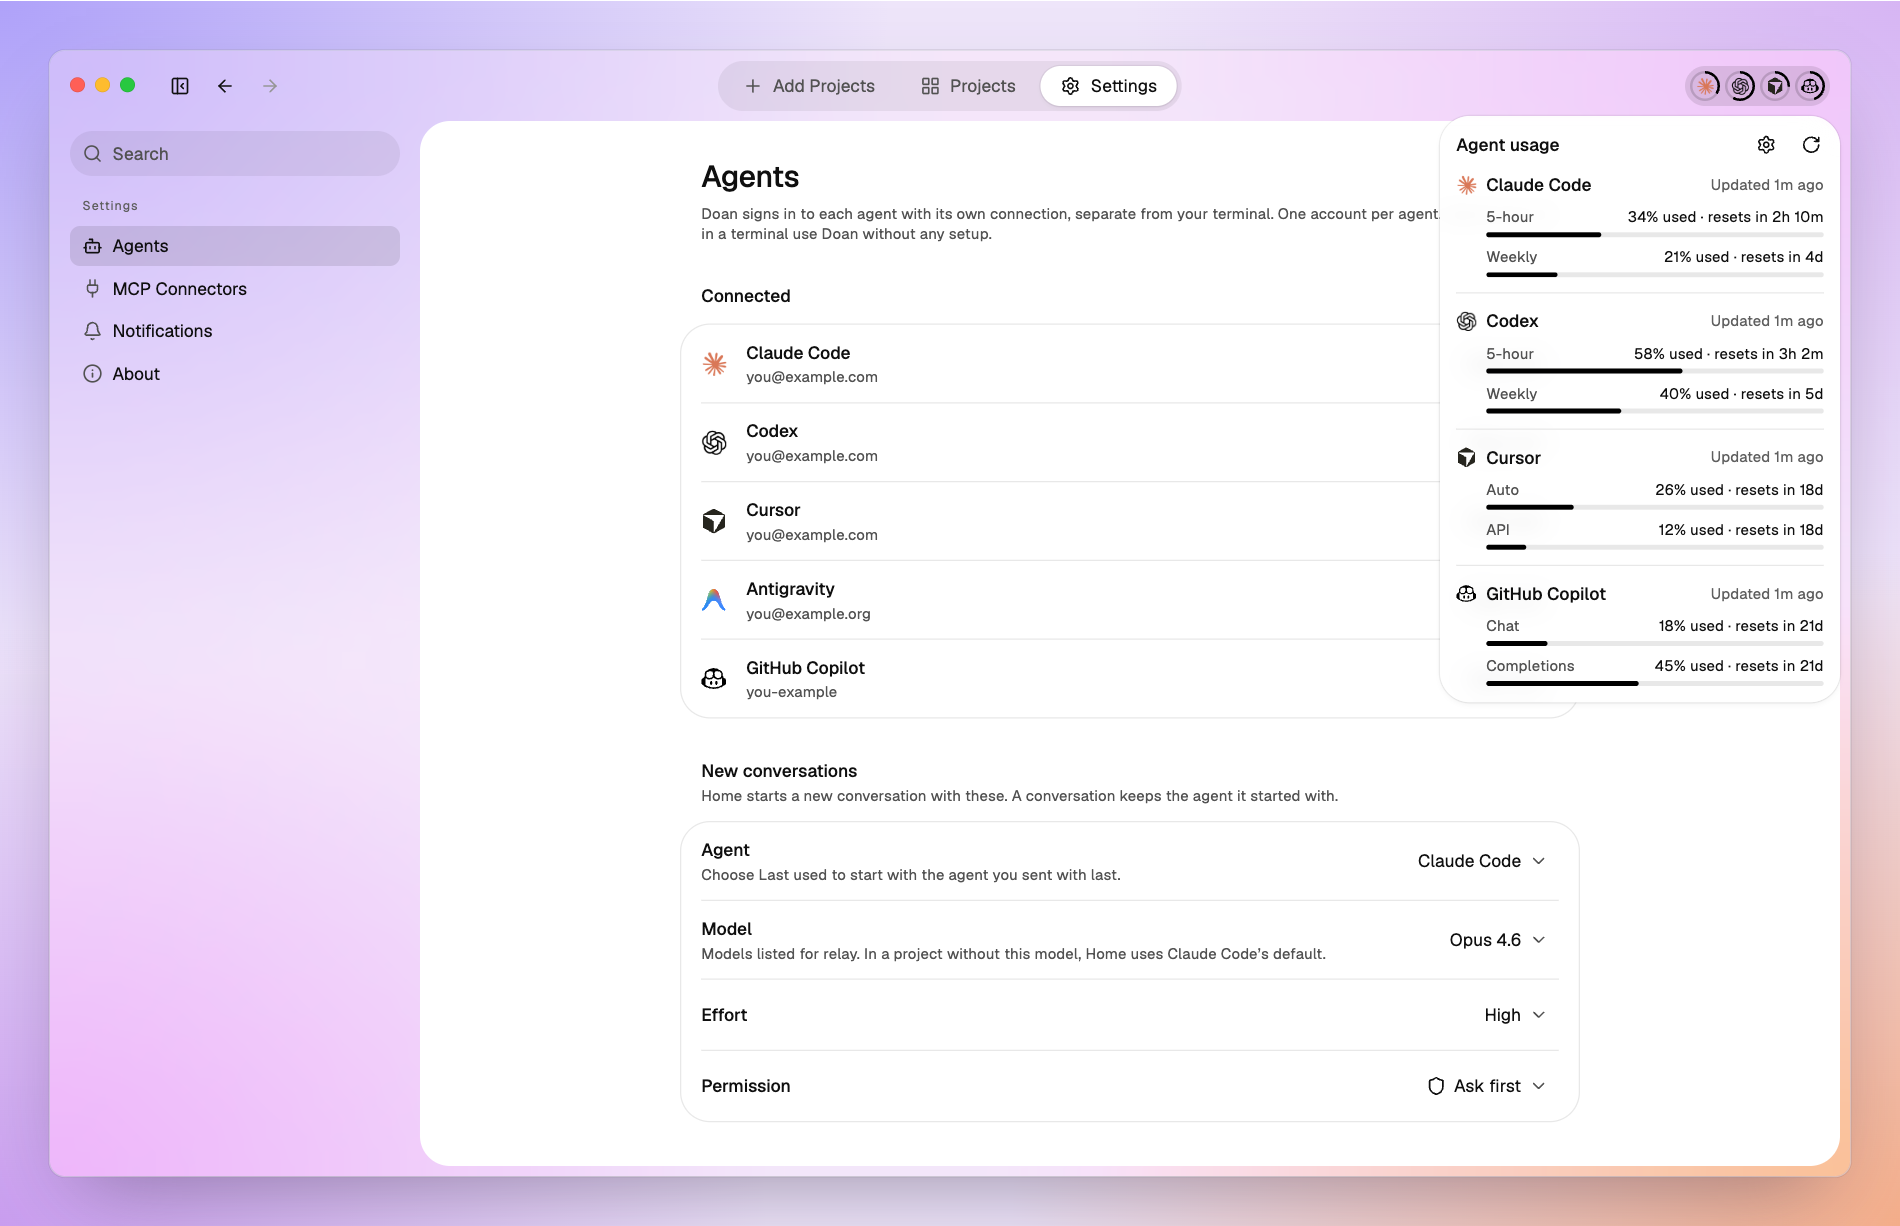 Add Projects
Projects
Settings
Search
Settings
Agents
MCP Connectors
Notifications
About
Agents
Doan signs in to each agent with its own connection, separate from your terminal. One account per agent.
in a terminal use Doan without any setup.
Connected
Claude Code
you@example.com
Codex
you@example.com
Cursor
you@example.com
Antigravity
you@example.org
GitHub Copilot
you-example
New conversations
Home starts a new conversation with these. A conversation keeps the agent it started with.
Agent
Claude Code
Choose Last used to start with the agent you sent with last.
Model
Opus 4.6
Models listed for relay. In a project without this model, Home uses Claude Code’s default.
Effort
High
Permission
Ask first
Agent usage
Claude Code
Updated 1m ago
5-hour
34% used · resets in 2h 10m
Weekly
21% used · resets in 4d
Codex
Updated 1m ago
5-hour
58% used · resets in 3h 2m
Weekly
40% used · resets in 5d
Cursor
Updated 1m ago
Auto
26% used · resets in 18d
API
12% used · resets in 18d
GitHub Copilot
Updated 1m ago
Chat
18% used · resets in 21d
Completions
45% used · resets in 21d